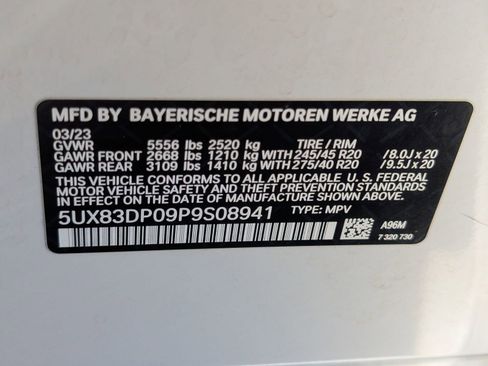 MFD BY BAYERISCHE MOTOREN WERKE AG
03/23
GVWR 5556 lbs 2520 kg TIRE / RIM
GAWR FRONT 2668 lbs 1210 kg WITH 245/45 R20 /8.0J x 20
GAWR REAR 3109 lbs 1410 kg WITH 275/40 R20 /9.5J x 20
THIS VEHICLE CONFORMS TO ALL APPLICABLE U.S. FEDERAL
MOTOR VEHICLE SAFETY AND THEFT PREVENTION STANDARDS
IN EFFECT ON THE DATE OF MANUFACTURE SHOWN ABOVE.
5UX83DP09P9S08941 TYPE: MPV
A96M
7 320 730